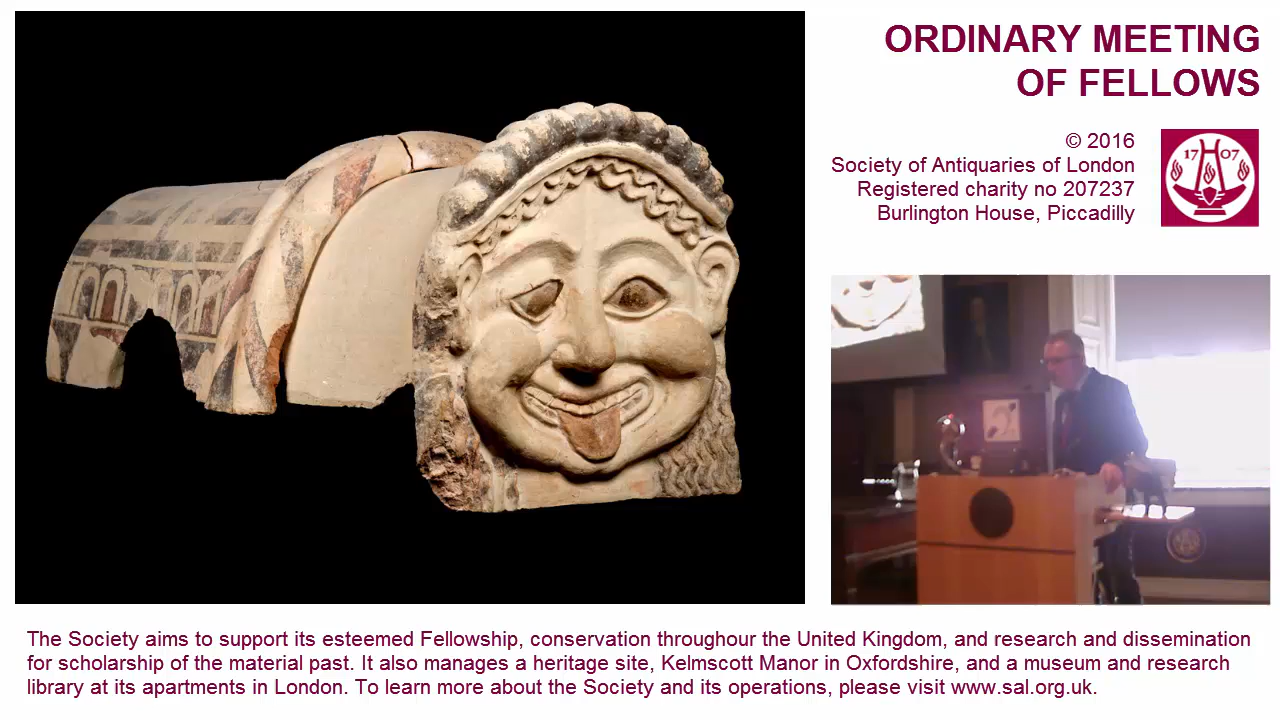 ORDINARY MEETING
OF FELLOWS
© 2016
Society of Antiquaries of London
Registered charity no 207237
Burlington House, Piccadilly
17 07
The Society aims to support its esteemed Fellowship, conservation throughour the United Kingdom, and research and dissemination
for scholarship of the material past. It also manages a heritage site, Kelmscott Manor in Oxfordshire, and a museum and research
library at its apartments in London. To learn more about the Society and its operations, please visit www.sal.org.uk.